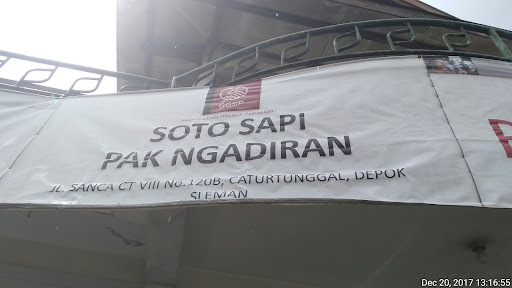 GGSP
SOTO SAPI
PAK NGADIRAN
JL. SANCA CT VIII No. 120B, CATURTUNGGAL, DEPOK
SLEMAN
Dec 20, 2017 13:16:55